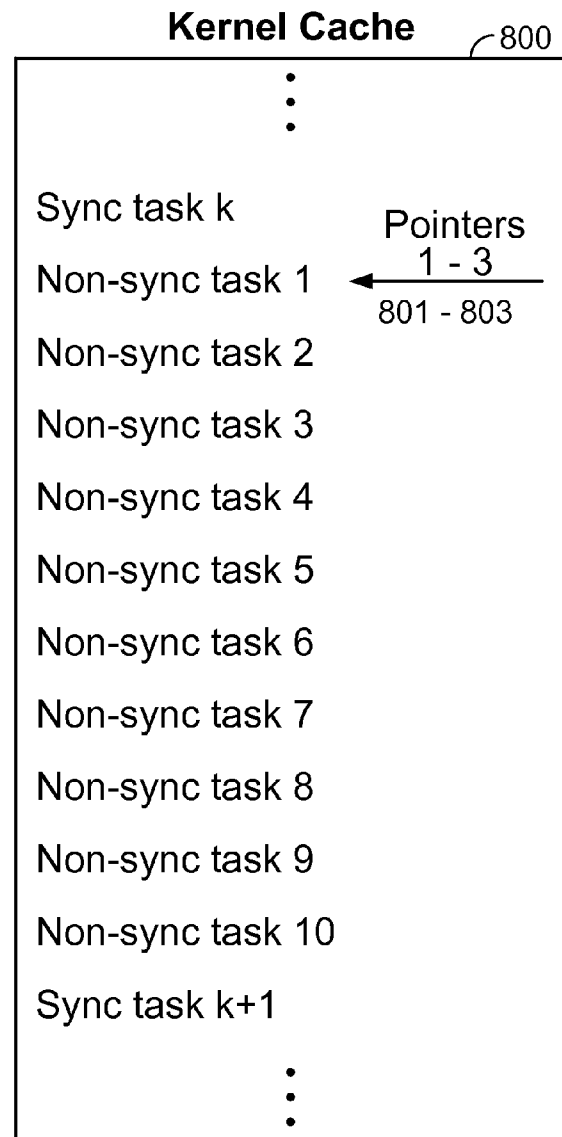 Kernel Cache
800
Sync task k
Pointers
1 - 3
Non-sync task 1
801 - 803
Non-sync task 2
Non-sync task 3
Non-sync task 4
Non-sync task 5
Non-sync task 6
Non-sync task 7
Non-sync task 8
Non-sync task 9
Non-sync task 10
Sync task k+1